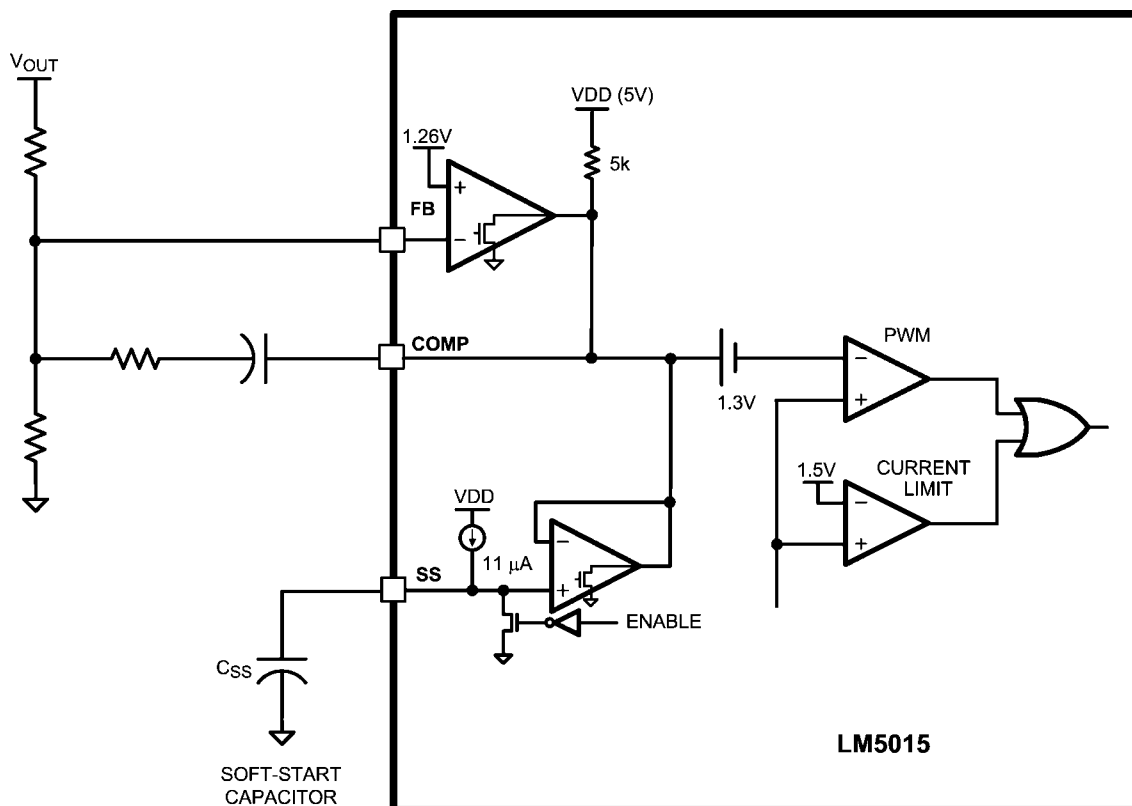 VOUT
VDD (5V)
1.26V
5k
+
FB
−
COMP
PWM
−
+
1.3V
1.5V
CURRENT
LIMIT
−
+
VDD
11 μA
SS
−
+
ENABLE
CSS
LM5015
SOFT-START
CAPACITOR